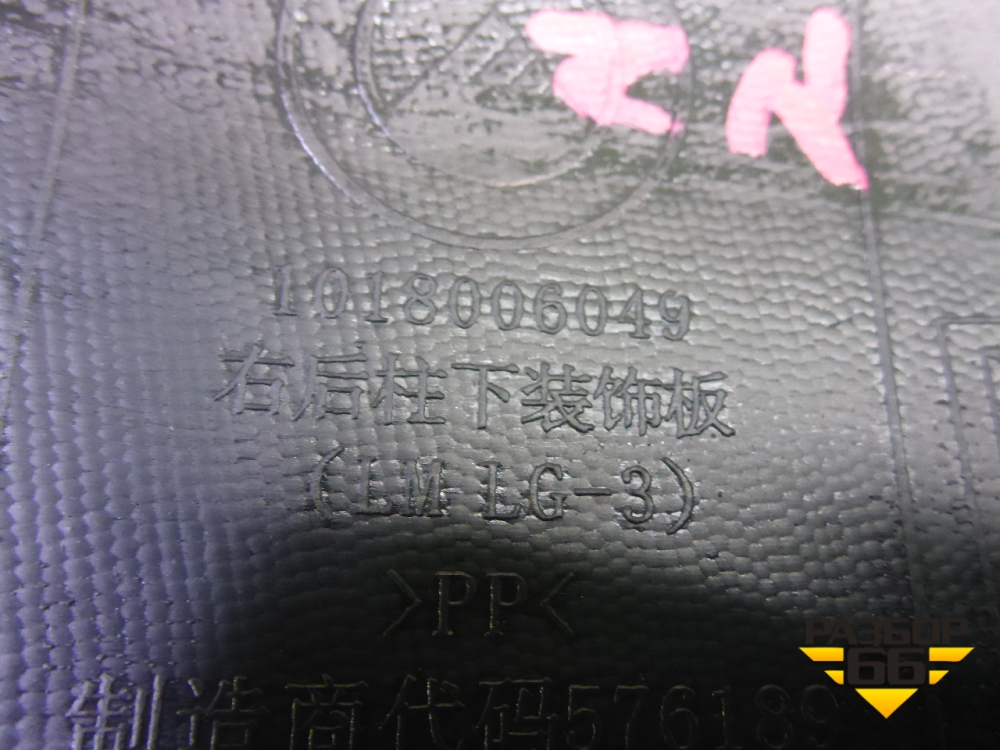 1018006049
右后柱下装饰板
(LM LG-3)
>PP<
制造商代码576189
РАЗБОР
66